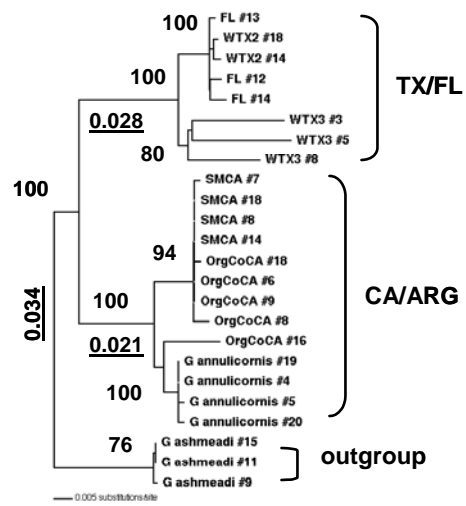 100
FL #13
WTX2 #18
WTX2 #14
FL #12
FL #14
100
0.028
WTX3 #3
WTX3 #5
WTX3 #8
80
TX/FL
100
0.034
SMCA #7
SMCA #18
SMCA #8
SMCA #14
94
OrgCoCA #18
OrgCoCA #6
OrgCoCA #9
OrgCoCA #8
100
0.021
OrgCoCA #16
G annulicornis #19
G annulicornis #4
G annulicornis #5
G annulicornis #20
100
CA/ARG
76
G ashmeadi #15
G ashmeadi #11
G ashmeadi #9
outgroup
0.005 substitutions/site